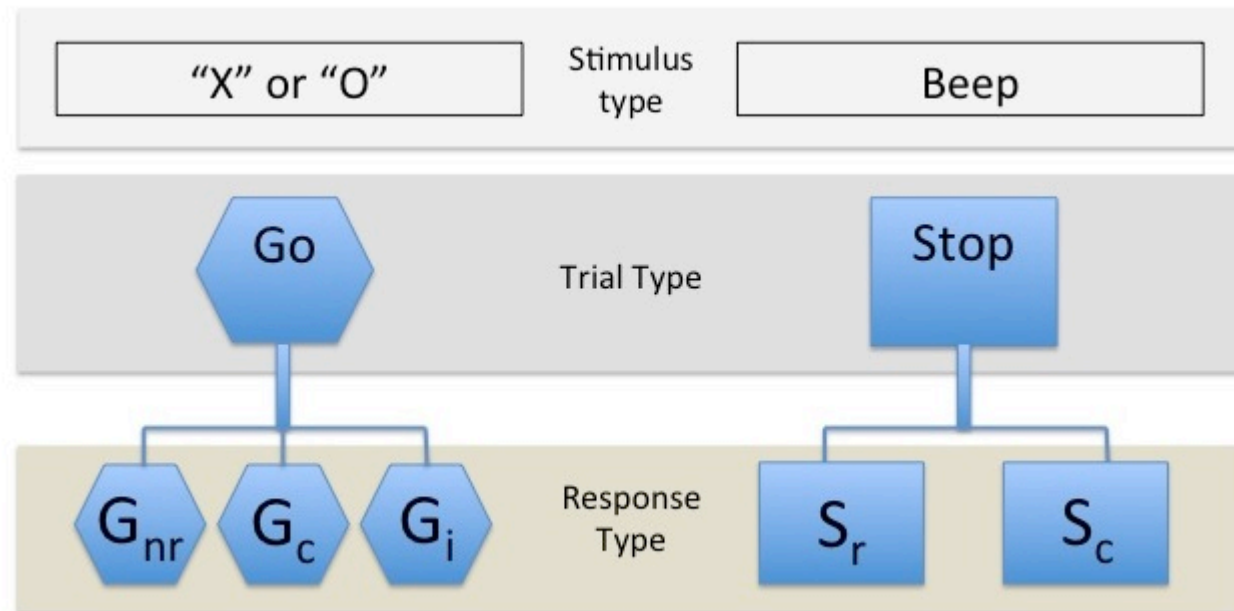 “X” or “O”
Stimulus
type
Beep
Go
Trial Type
Stop
Gnr
Gc
Gi
Response
Type
Sr
Sc